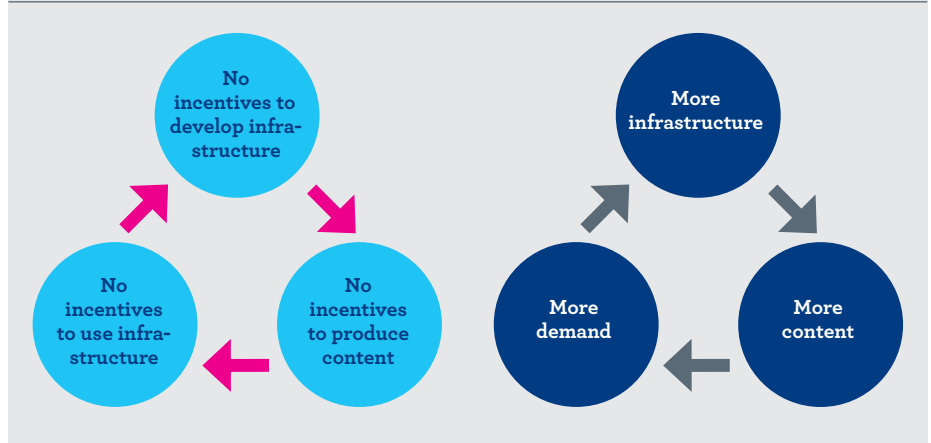 No
incentives to
develop infra-
structure
No
incentives
to use infra-
structure
No
incentives
to produce
content
More
infrastructure
More
demand
More
content